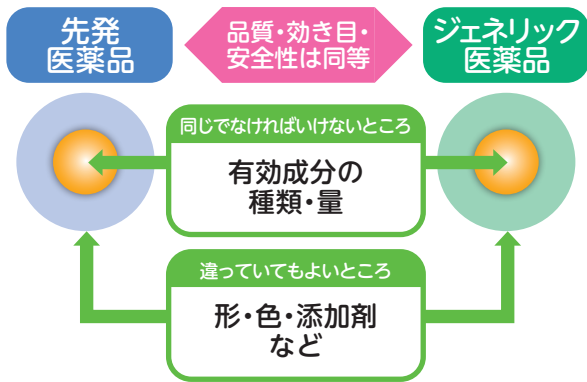 先発
医薬品
品質・効き目・
安全性は同等
ジェネリック
医薬品
同じでなければいけないところ
有効成分の
種類・量
違っていてもよいところ
形・色・添加剤
など